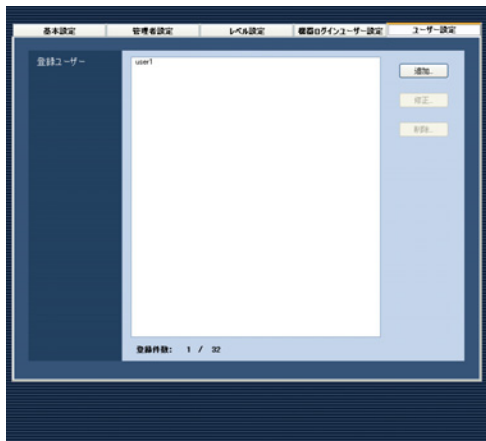 基本設定 管理者設定 レベル設定 機器ログインユーザー設定 ユーザー設定
登録ユーザー
user1
追加...
修正...
削除...
登録件数: 1 / 32